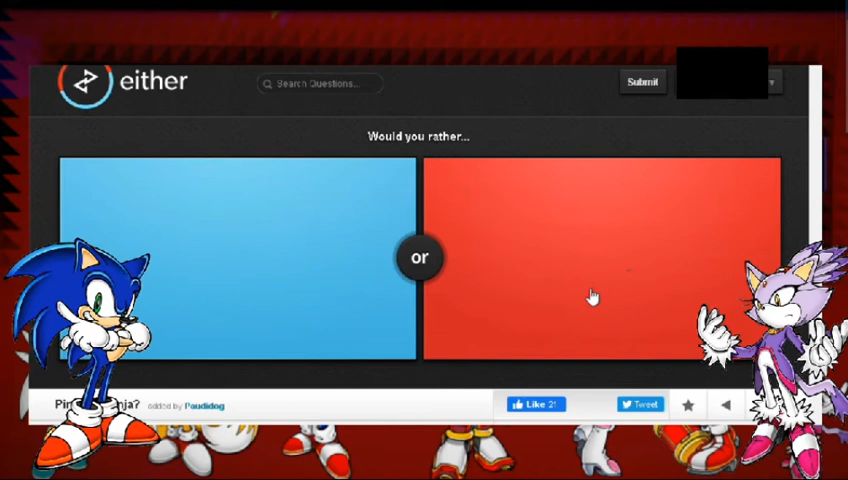 either
Search Questions...
Submit
Would you rather...
or
added by Paudidog
Like 21
Tweet